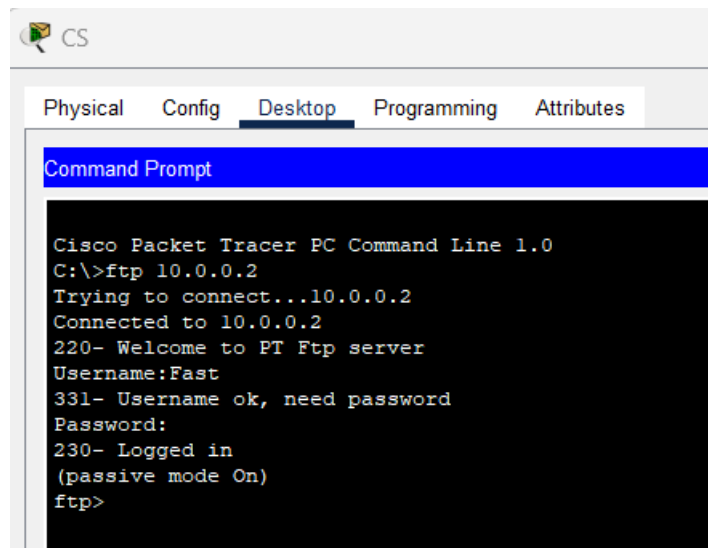 CS
Physical Config Desktop Programming Attributes
Command Prompt
Cisco Packet Tracer PC Command Line 1.0
C:\>ftp 10.0.0.2
Trying to connect...10.0.0.2
Connected to 10.0.0.2
220- Welcome to PT Ftp server
Username:Fast
331- Username ok, need password
Password:
230- Logged in
(passive mode On)
ftp>